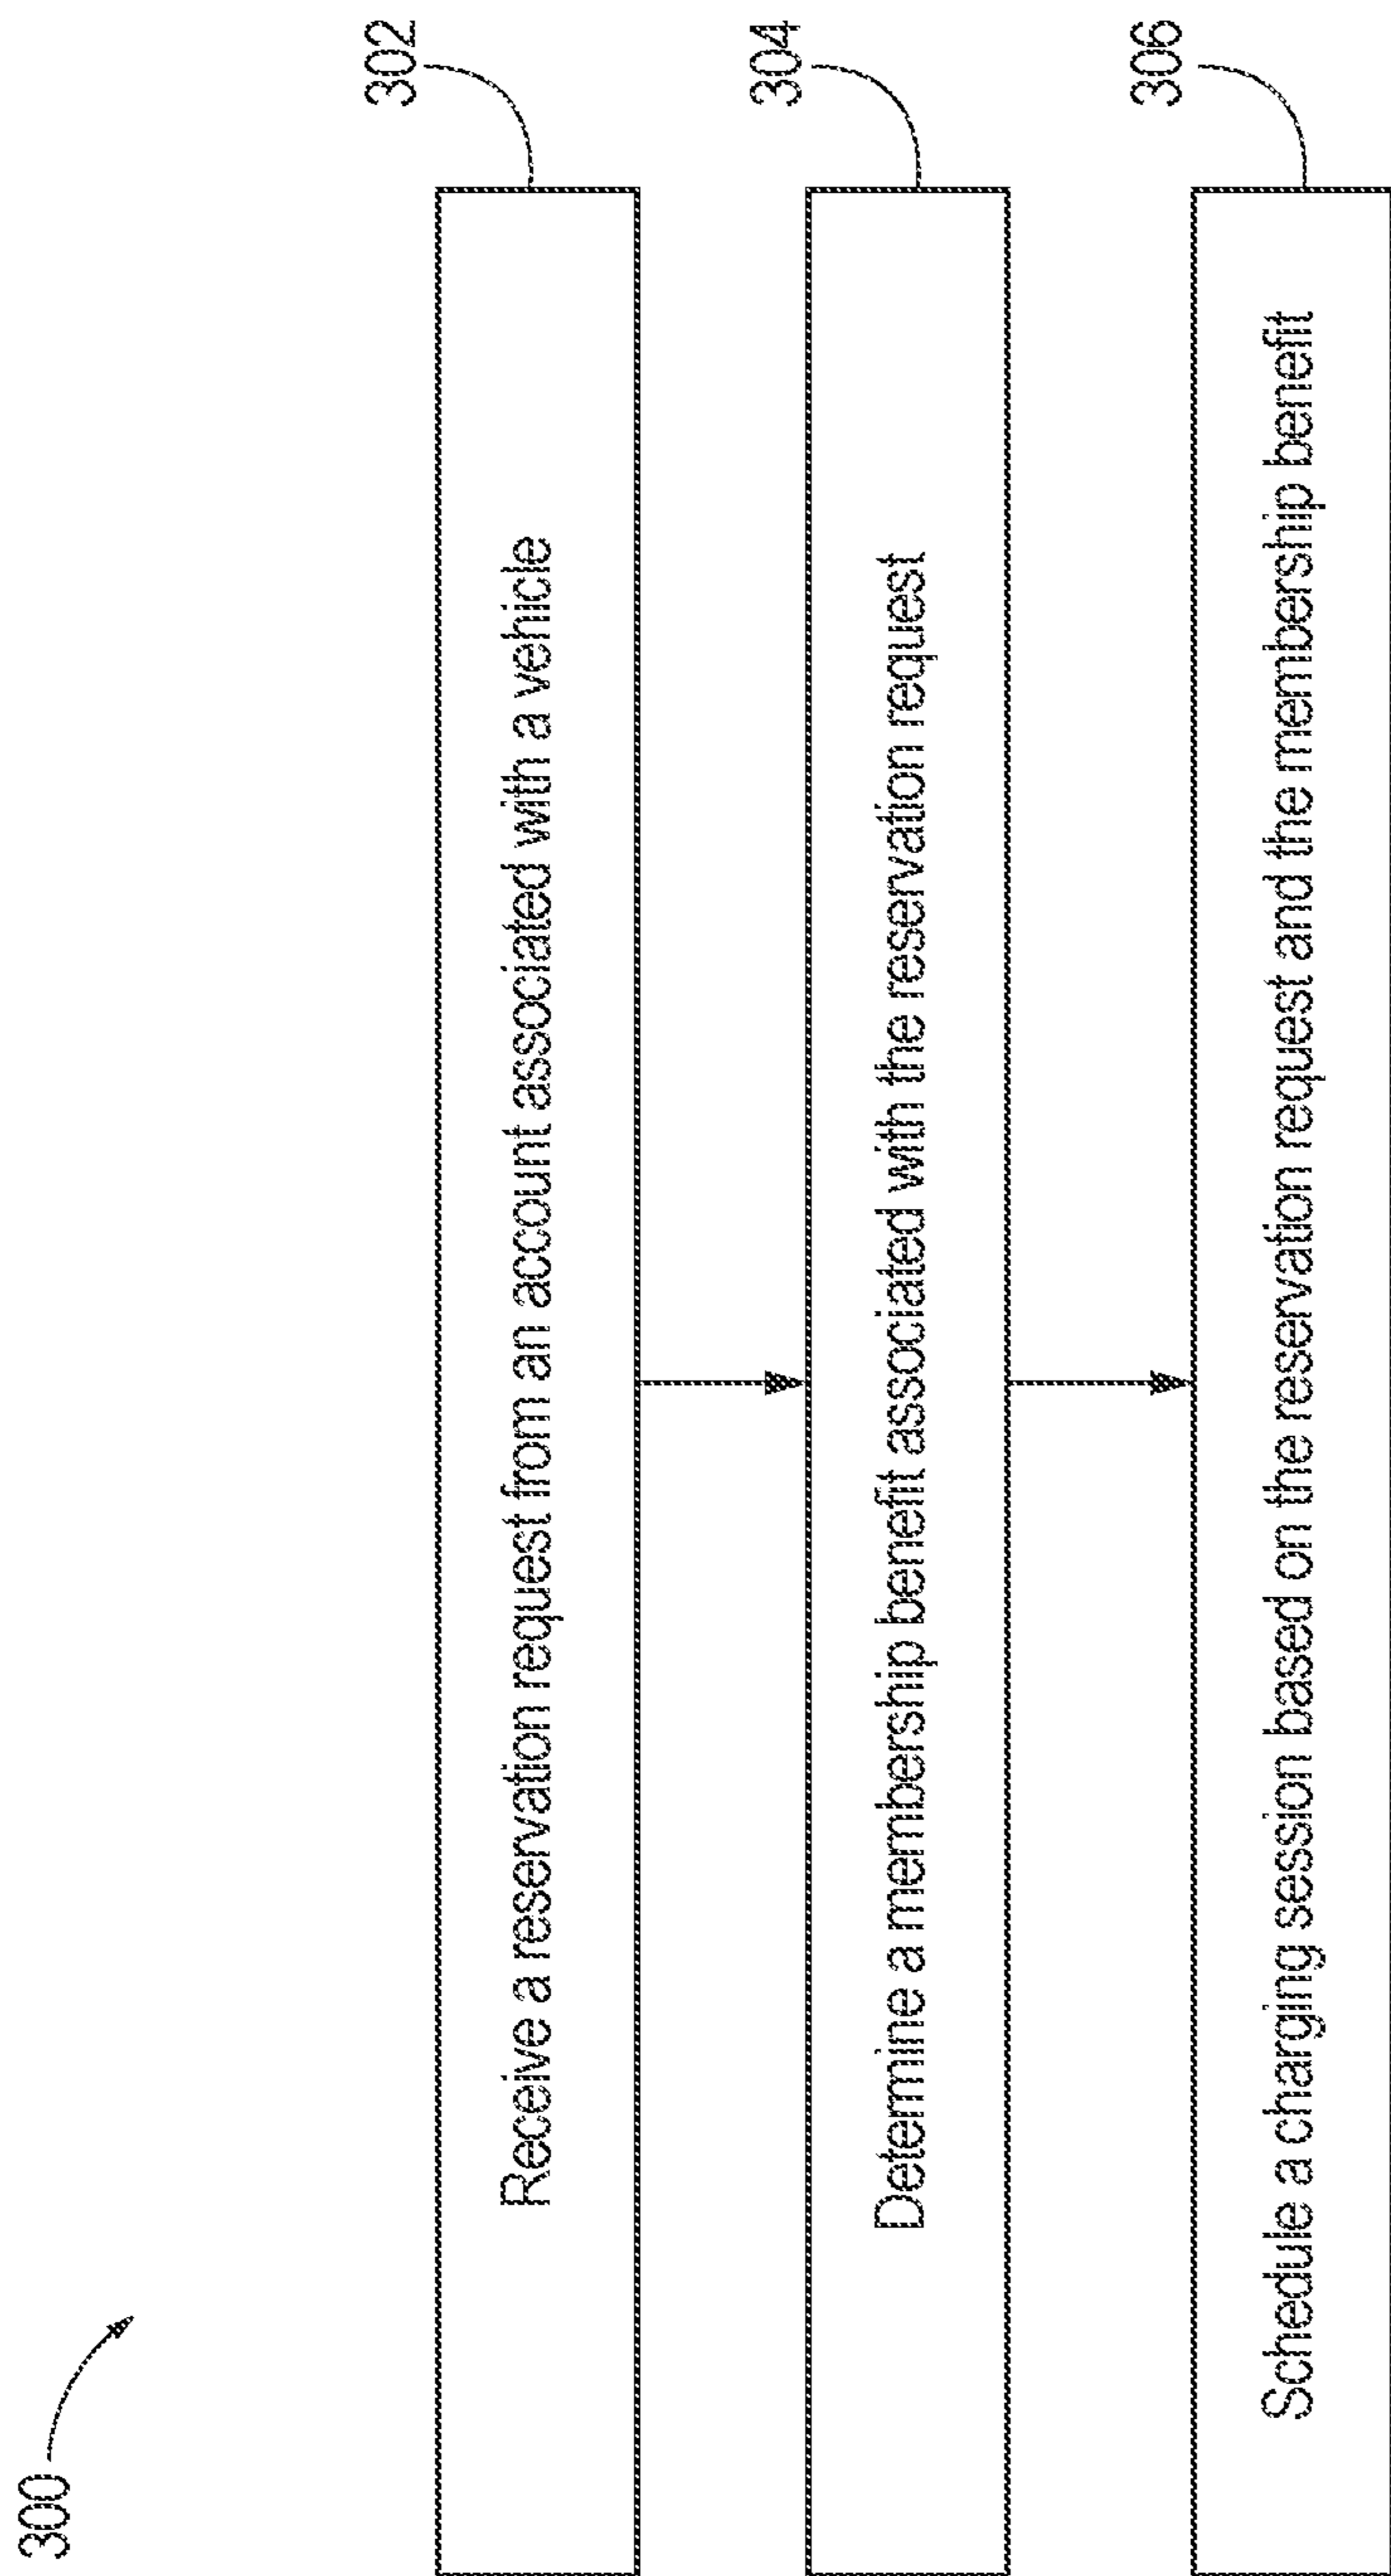 300
302
Receive a reservation request from an account associated with a vehicle
304
Determine a membership benefit associated with the reservation request
306
Schedule a charging session based on the reservation request and the membership benefit